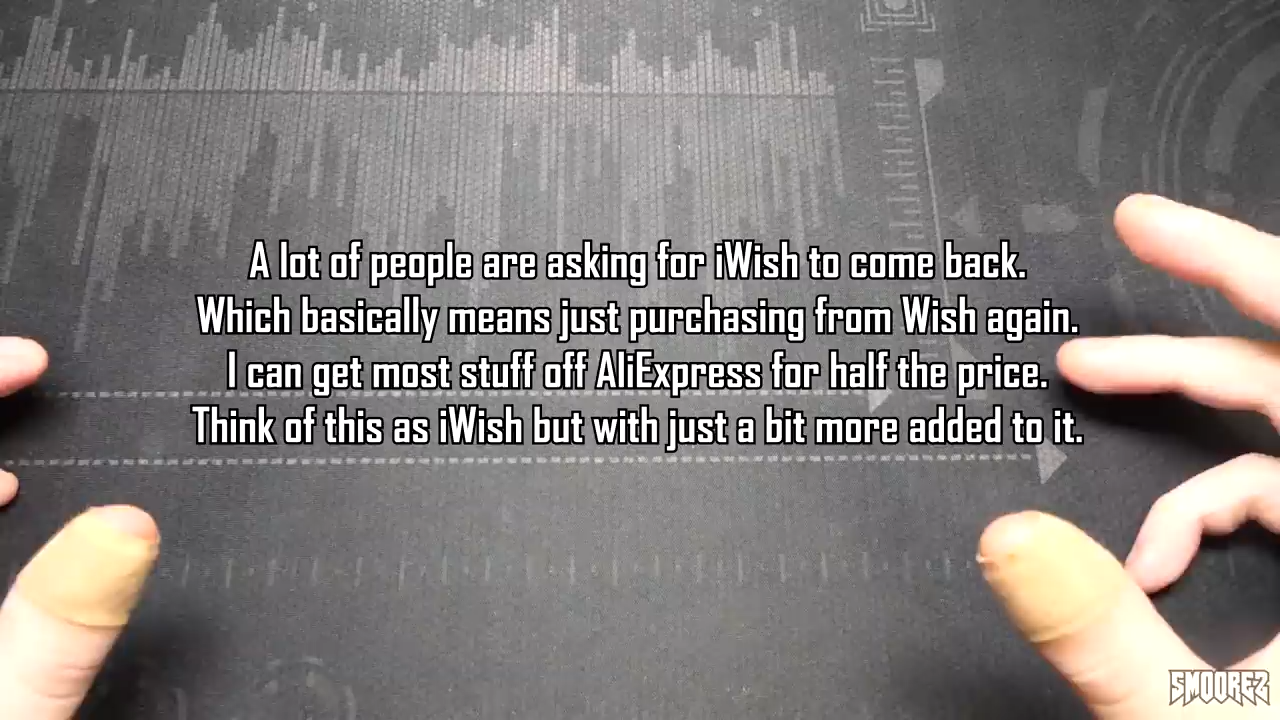 A lot of people are asking for iWish to come back.
Which basically means just purchasing from Wish again.
I can get most stuff off AliExpress for half the price.
Think of this as iWish but with just a bit more added to it.
SMOOREZ